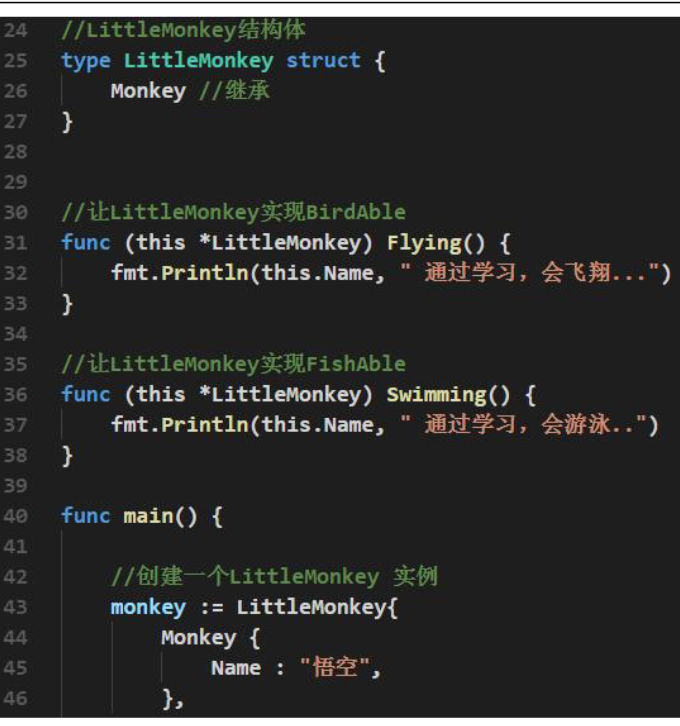 24 //LittleMonkey结构体
25 type LittleMonkey struct {
26     Monkey //继承
27 }
28
29
30 //让LittleMonkey实现BirdAble
31 func (this *LittleMonkey) Flying() {
32     fmt.Println(this.Name, " 通过学习，会飞翔...")
33 }
34
35 //让LittleMonkey实现FishAble
36 func (this *LittleMonkey) Swimming() {
37     fmt.Println(this.Name, " 通过学习，会游泳..")
38 }
39
40 func main() {
41
42     //创建一个LittleMonkey 实例
43     monkey := LittleMonkey{
44         Monkey {
45             Name : "悟空",
46         },